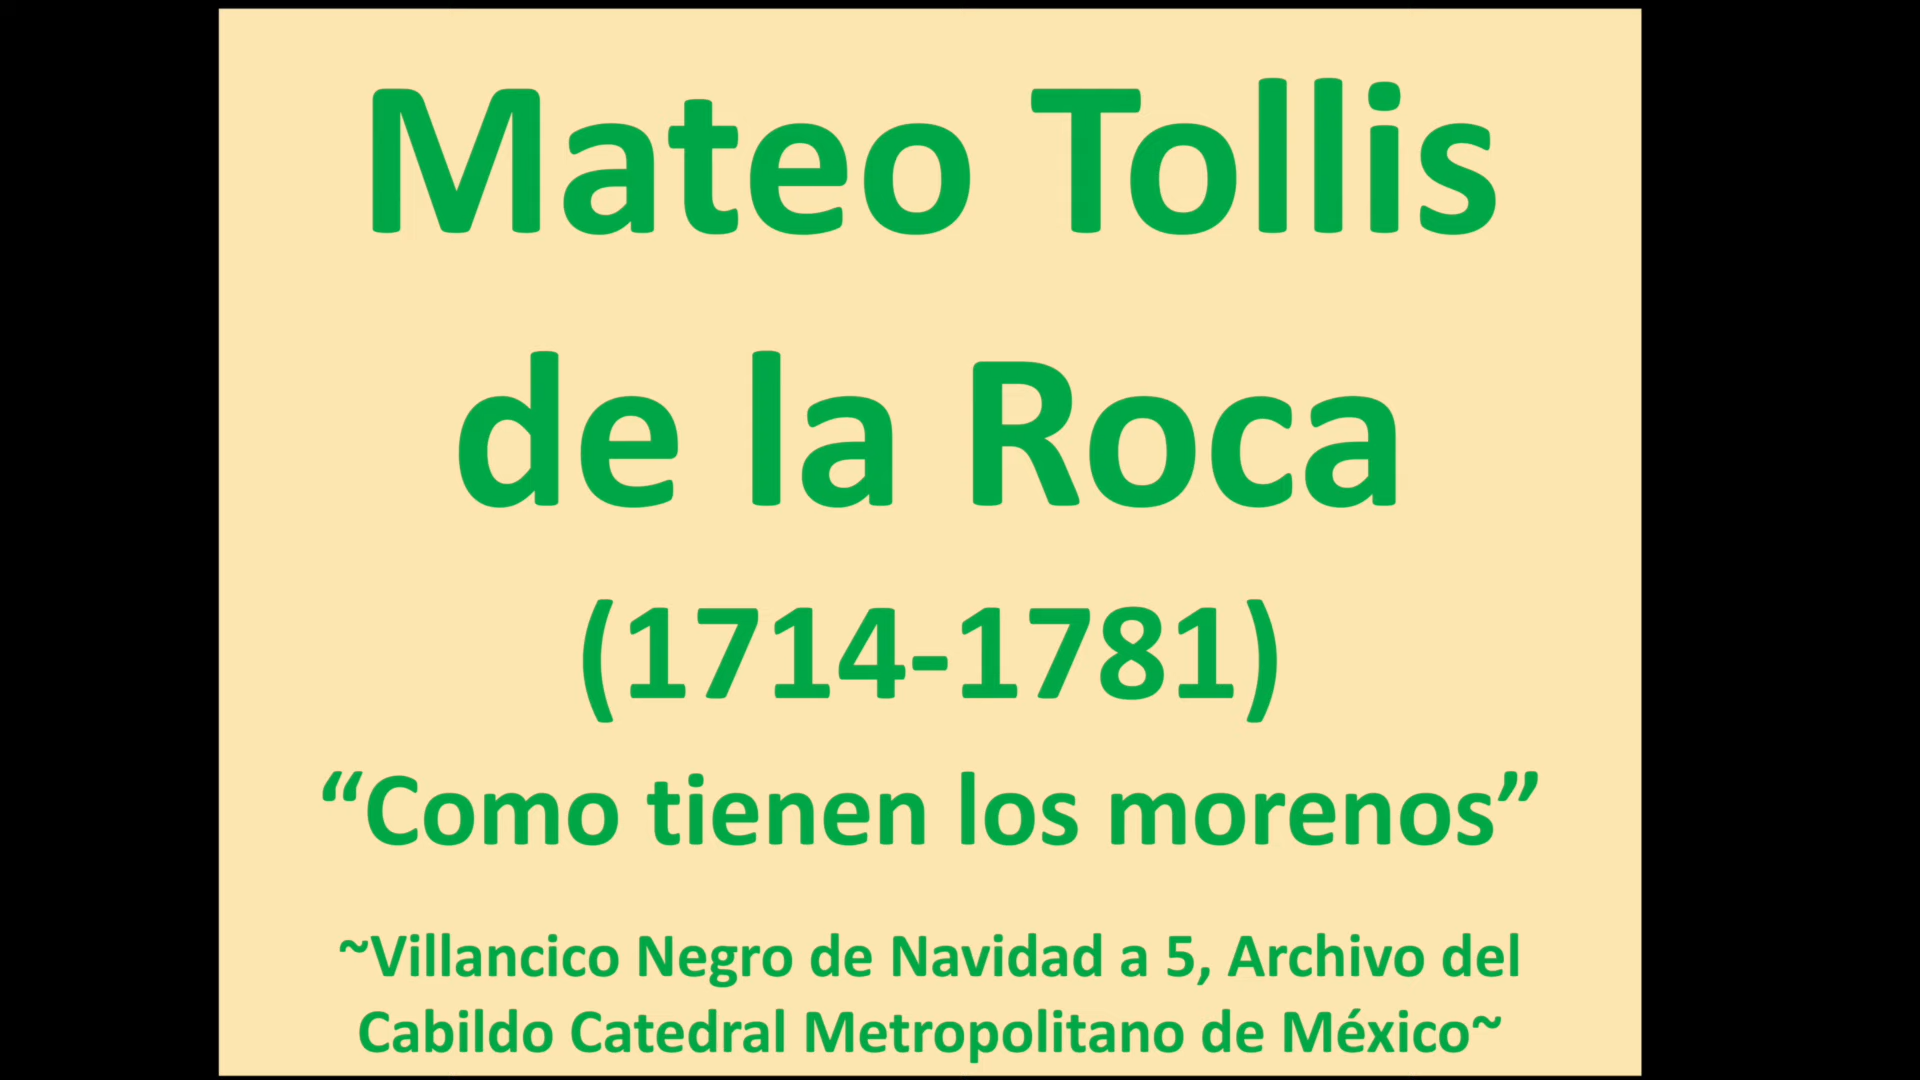 Mateo Tollis
de la Roca
(1714-1781)
“Como tienen los morenos”
~Villancico Negro de Navidad a 5, Archivo del
Cabildo Catedral Metropolitano de México~